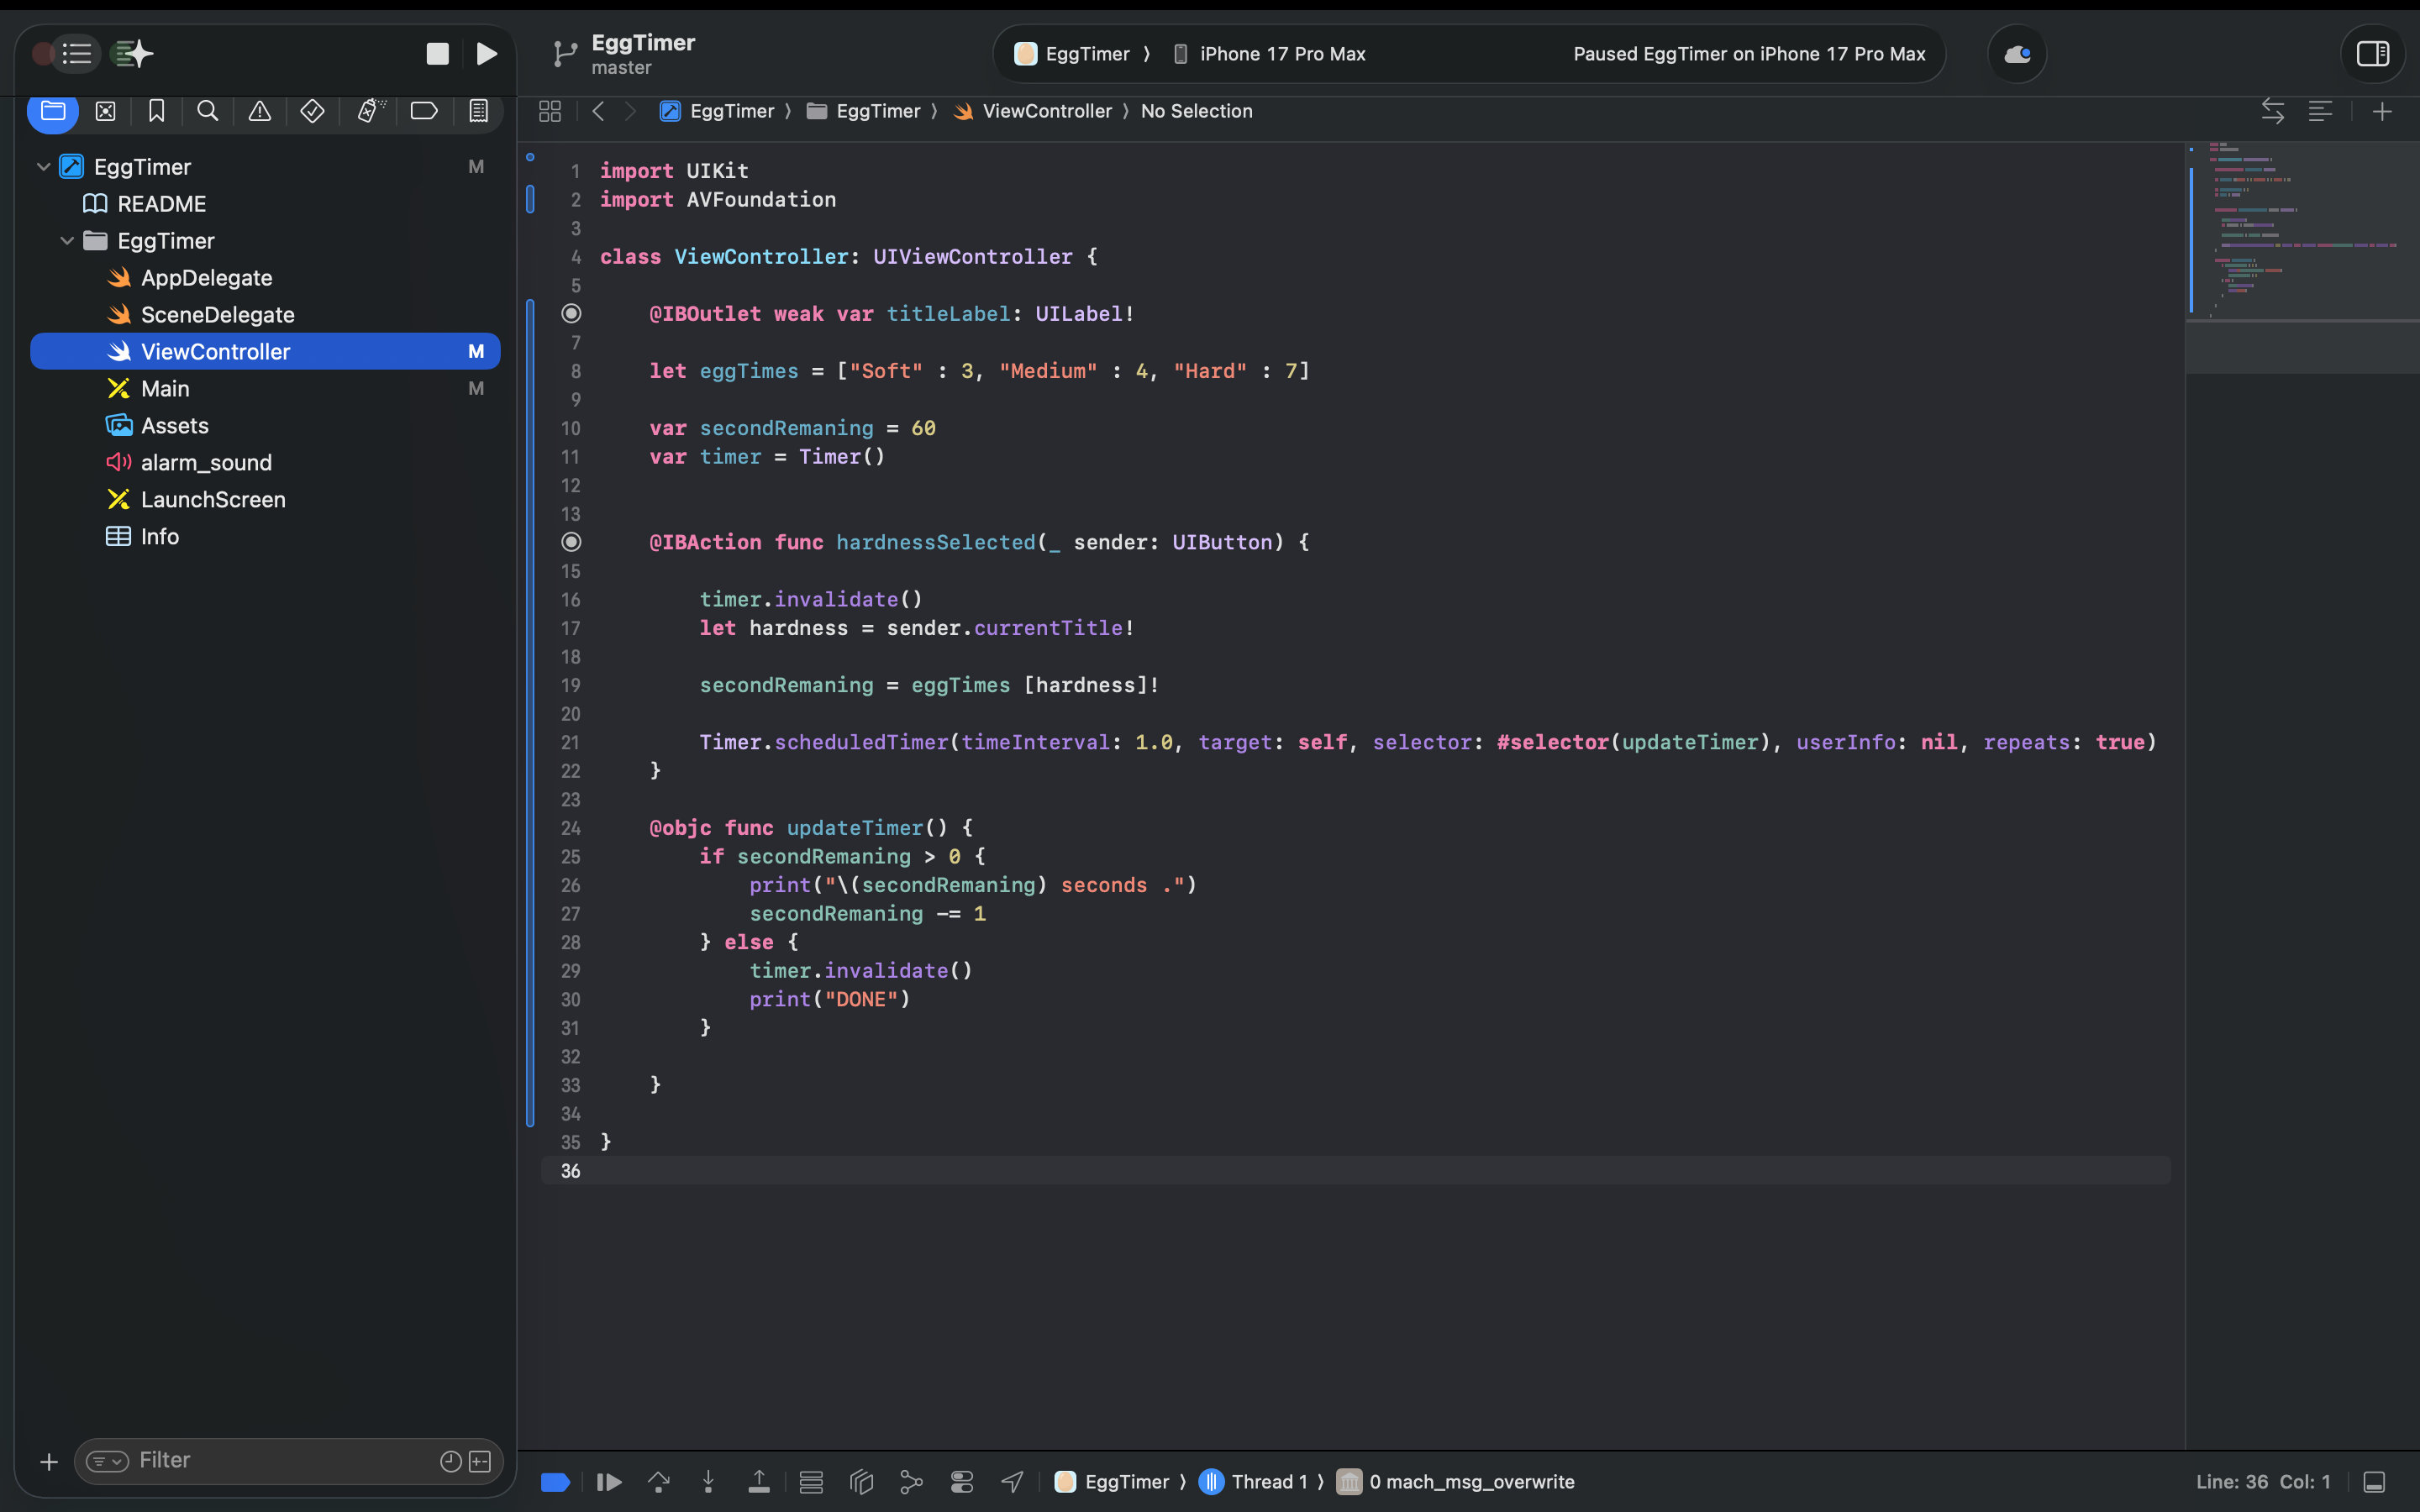 EggTimer
master
EggTimer 〉 iPhone 17 Pro Max
Paused EggTimer on iPhone 17 Pro Max
EggTimer 〉 EggTimer 〉 ViewController 〉 No Selection
EggTimer M
README
EggTimer
AppDelegate
SceneDelegate
ViewController M
Main M
Assets
alarm_sound
LaunchScreen
Info
Filter
1 import UIKit
2 import AVFoundation
3
4 class ViewController: UIViewController {
5
@IBOutlet weak var titleLabel: UILabel!
7
8 let eggTimes = ["Soft" : 3, "Medium" : 4, "Hard" : 7]
9
10 var secondRemaning = 60
11 var timer = Timer()
12
13
@IBAction func hardnessSelected(_ sender: UIButton) {
15
16 timer.invalidate()
17 let hardness = sender.currentTitle!
18
19 secondRemaning = eggTimes [hardness]!
20
21 Timer.scheduledTimer(timeInterval: 1.0, target: self, selector: #selector(updateTimer), userInfo: nil, repeats: true)
22 }
23
24 @objc func updateTimer() {
25 if secondRemaning > 0 {
26 print("\(secondRemaning) seconds .")
27 secondRemaning -= 1
28 } else {
29 timer.invalidate()
30 print("DONE")
31 }
32
33 }
34
35 }
36
EggTimer 〉 Thread 1 〉 0 mach_msg_overwrite
Line: 36 Col: 1